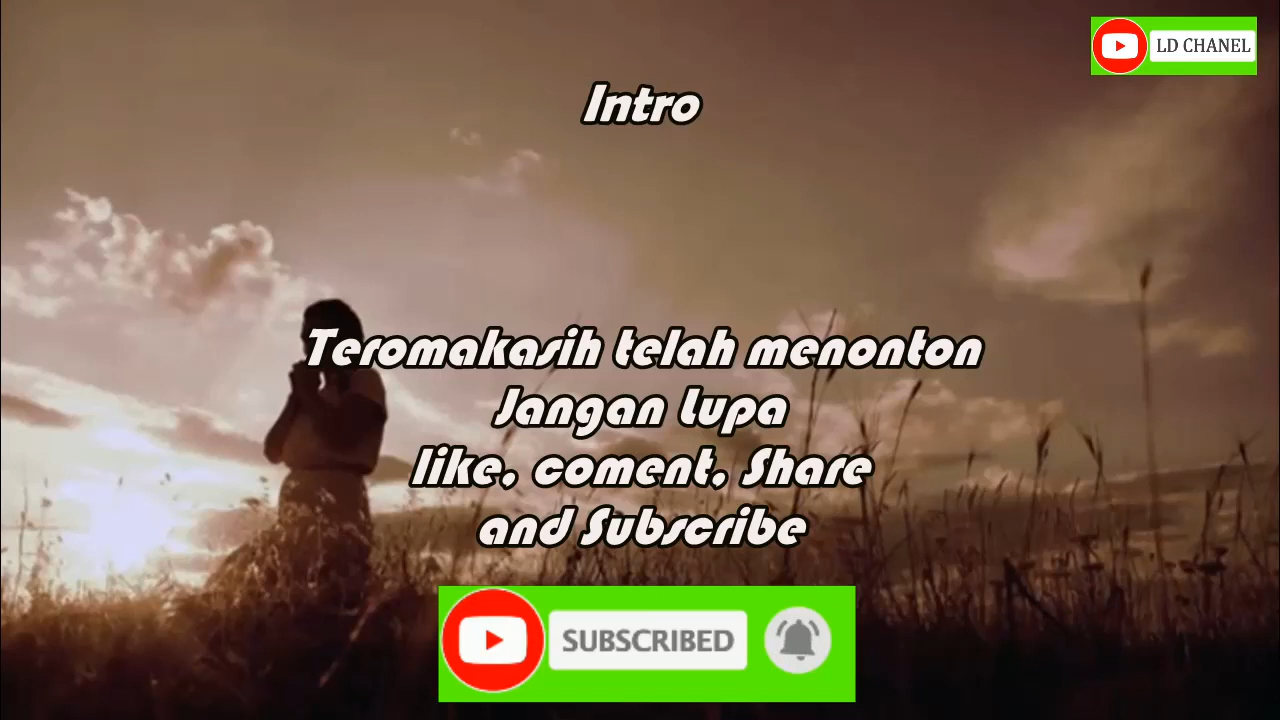 LD CHANEL
Intro
Teromakasih telah menonton
Jangan Lupa
like, coment, Share
and Subscribe
SUBSCRIBED